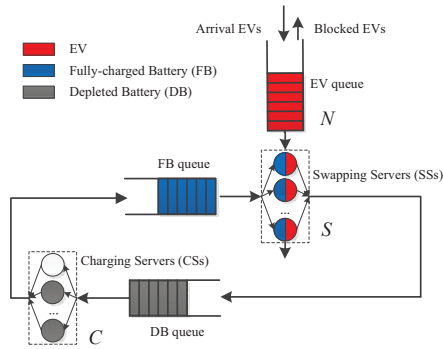 Arrival EVs
Blocked EVs
EV
Fully-charged Battery (FB)
Depleted Battery (DB)
EV queue
N
FB queue
Swapping Servers (SSs)
...
S
Charging Servers (CSs)
...
C
DB queue